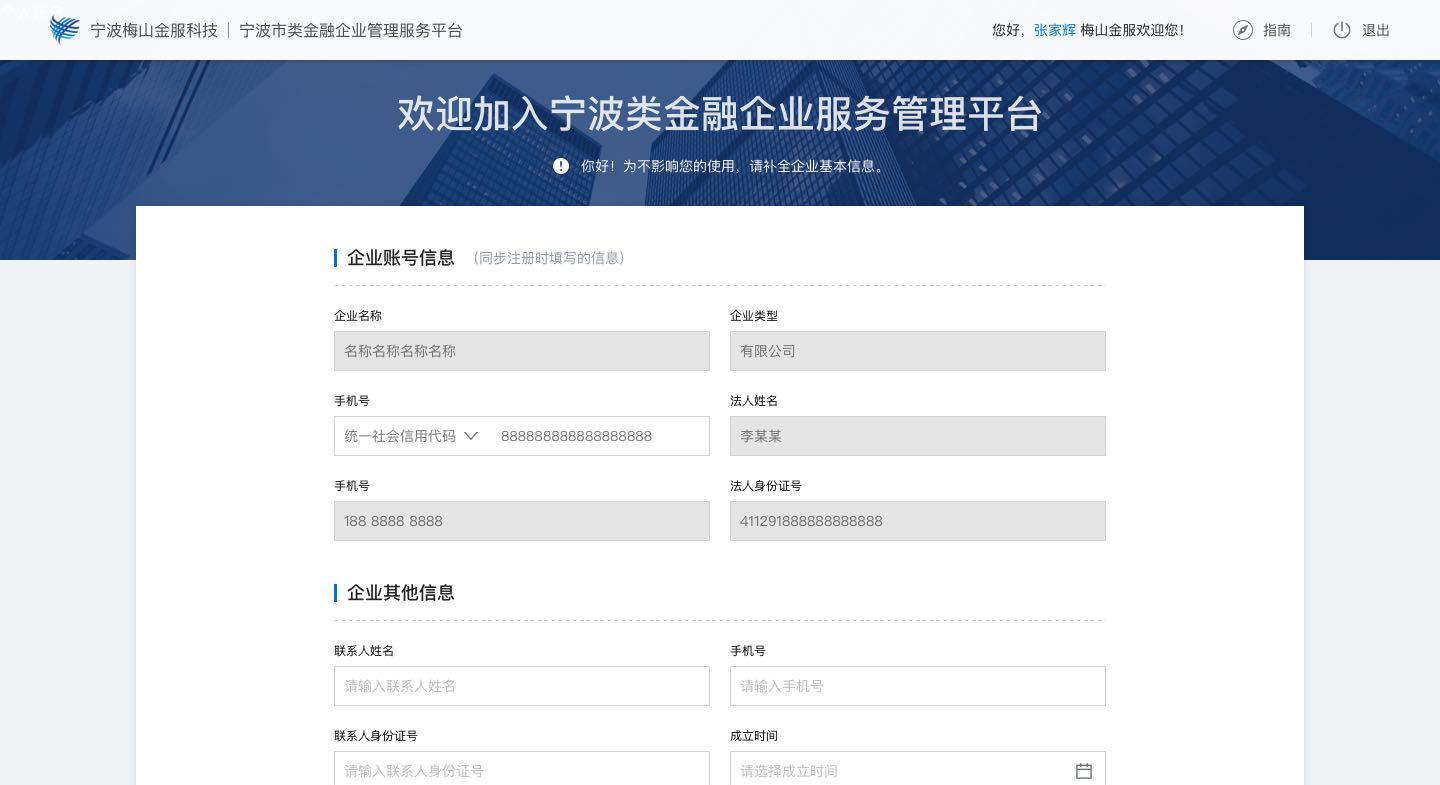 宁波梅山金服科技 宁波市类金融企业管理服务平台 您好，张家辉 梅山金服欢迎您! 指南 退出
欢迎加入宁波类金融企业服务管理平台
你好！为不影响您的使用，请补全企业基本信息。
企业账号信息 （同步注册时填写的信息）
企业名称 企业类型
名称名称名称名称 有限公司
手机号 法人姓名
统一社会信用代码 888888888888888888 李某某
手机号 法人身份证号
188 8888 8888 411291888888888888
企业其他信息
联系人姓名 手机号
请输入联系人姓名 请输入手机号
联系人身份证号 成立时间
请输入联系人身份证号 请选择成立时间